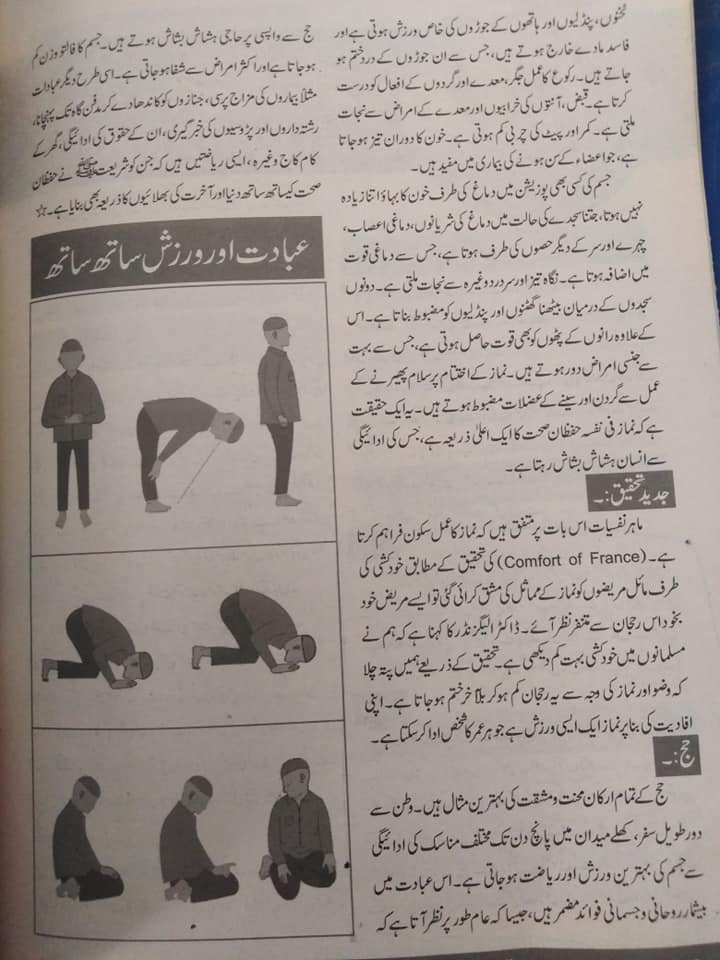 ٹخنوں، پنڈلیوں اور ہاتھوں کے جوڑوں کی خاص ورزش ہوتی ہے اور
فاسد مادے خارج ہوتے ہیں، جس سے ان جوڑوں کے درد ختم ہو
جاتے ہیں۔ رکوع کا عمل جگر، معدے اور گردوں کے افعال کو درست
کرتا ہے۔ قبض، آنتوں کی خرابیوں اور معدے کے امراض سے نجات
ملتی ہے۔ کمر اور پیٹ کی چربی کم ہوتی ہے۔ خون کا دوران تیز ہو جاتا
ہے، جو اعضاء کے سن ہونے کی بیماری میں مفید ہیں۔
جسم کی کسی بھی پوزیشن میں دماغ کی طرف خون کا بہاؤ اتنا زیادہ
نہیں ہوتا، جتنا سجدے کی حالت میں دماغ کی شریانوں، دماغی اعصاب،
چہرے اور سر کے دیگر حصوں کی طرف ہوتا ہے، جس سے دماغی قوت
میں اضافہ ہوتا ہے۔ نگاہ تیز اور سر درد وغیرہ سے نجات ملتی ہے۔ دونوں
سجدوں کے درمیان بیٹھنا گھٹنوں اور پنڈلیوں کو مضبوط بناتا ہے۔ اس
کے علاوہ رانوں کے پٹھوں کو بھی قوت حاصل ہوتی ہے، جس سے بہت
سے جنسی امراض دور ہوتے ہیں۔ نماز کے اختتام پر سلام پھیرنے کے
عمل سے گردن اور سینے کے عضلات مضبوط ہوتے ہیں۔ یہ ایک حقیقت
ہے کہ نماز فی نفسہ حفظان صحت کا ایک اعلیٰ ذریعہ ہے، جس کی ادائیگی
سے انسان ہشاش بشاش رہتا ہے۔
جدید تحقیق:۔
ماہر نفسیات اس بات پر متفق ہیں کہ نماز کا عمل سکون فراہم کرتا
ہے۔ (Comfort of France) کی تحقیق کے مطابق خودکشی کی
طرف مائل مریضوں کو نماز کے مماثل کی مشق کرائی گئی تو ایسے مریض خود
بخود اس رجحان سے متنفر نظر آئے۔ ڈاکٹر الیگزنڈر کا کہنا ہے کہ ہم نے
مسلمانوں میں خودکشی بہت کم دیکھی ہے۔ تحقیق کے ذریعے ہمیں پتہ چلا
کہ وضو اور نماز کی وجہ سے یہ رجحان کم ہو کر بلآخر ختم ہو جاتا ہے۔ اپنی
افادیت کی بنا پر نماز ایک ایسی ورزش ہے جو ہر عمر کا شخص ادا کر سکتا ہے۔
حج:۔
حج کے تمام ارکان محنت و مشقت کی بہترین مثال ہیں۔ وطن سے
دور طویل سفر، کھلے میدان میں پانچ دن تک مختلف مناسک کی ادائیگی
سے جسم کی بہترین ورزش اور ریاضت ہو جاتی ہے۔ اس عبادت میں
بیشمار روحانی و جسمانی فوائد مضمر ہیں، جیسا کہ عام طور پر نظر آتا ہے کہ
حج سے واپسی پر حاجی ہشاش بشاش ہوتے ہیں۔ جسم کا فالتو وزن کم
ہو جاتا ہے اور اکثر امراض سے شفا ہو جاتی ہے۔ اسی طرح دیگر عبادات
مثلاً بیماروں کی مزاج پرسی، جنازوں کو کاندھا دے کر مدفن گاہ تک پہنچانا،
رشتہ داروں اور پڑوسیوں کی خبر گیری، ان کے حقوق کی ادائیگی، گھر کے
کام کاج وغیرہ، ایسی ریاضتیں ہیں کہ جن کو شریعت ﷺ نے حفظان
صحت کیساتھ ساتھ دنیا اور آخرت کی بھلائیوں کا ذریعہ بھی بنایا ہے۔☆
عبادت اور ورزش ساتھ ساتھ